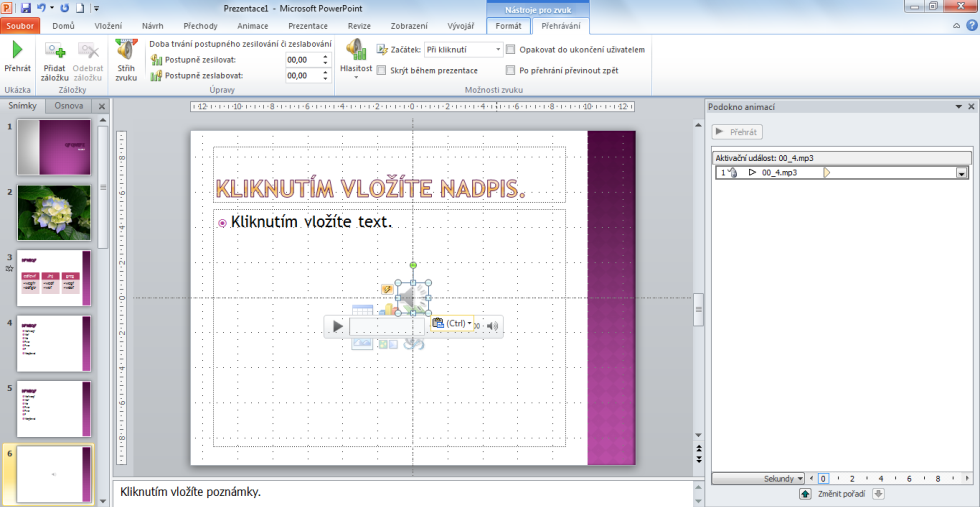 Prezentace1 - Microsoft PowerPoint
Nástroje pro zvuk
Soubor Domů Vložení Návrh Přechody Animace Prezentace Revize Zobrazení Vývojář Formát Přehrávání
Doba trvání postupného zesilování či zeslabování
Začátek: Při kliknutí
Opakovat do ukončení uživatelem
Přehrát
Přidat záložku
Odebrat záložku
Střih zvuku
Postupně zesilovat: 00,00
Postupně zeslabovat: 00,00
Hlasitost
Skrýt během prezentace
Po přehrání převinout zpět
Ukázka Záložky Úpravy Možnosti zvuku
Snímky Osnova
1
2
3
4
5
6
KLIKNUTÍM VLOŽÍTE NADPIS.
Kliknutím vložíte text.
(Ctrl)
Kliknutím vložíte poznámky.
Podokno animací
Přehrát
Aktivační událost: 00_4.mp3
1 00_4.mp3
Sekundy 0 2 4 6 8
Změnit pořadí